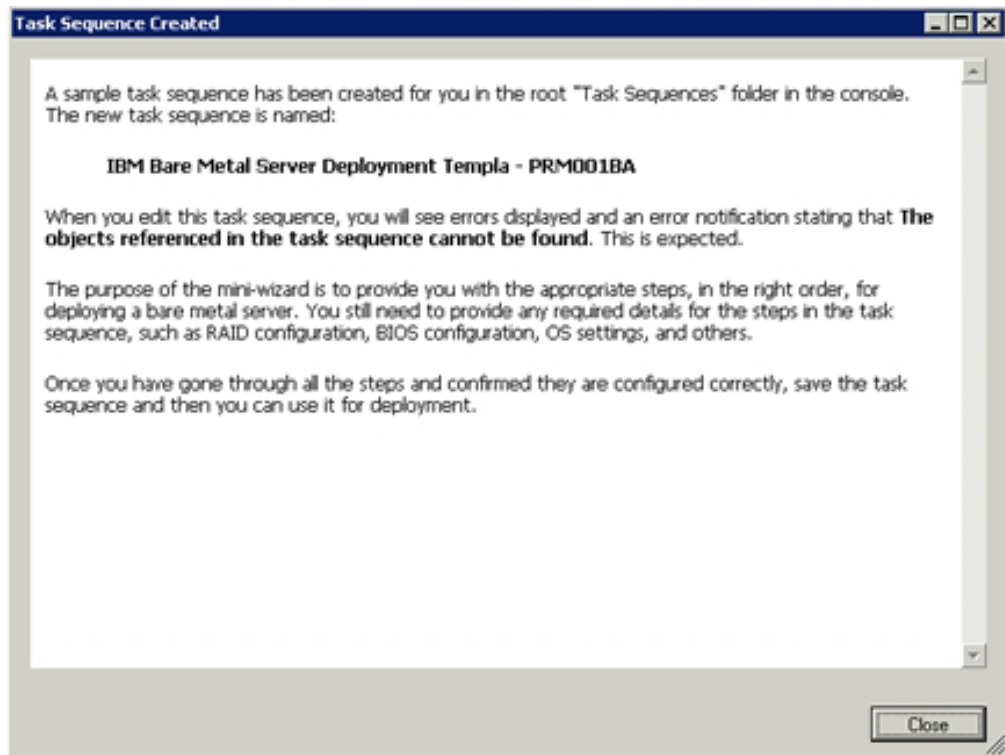 Task Sequence Created
A sample task sequence has been created for you in the root "Task Sequences" folder in the console.
The new task sequence is named:
IBM Bare Metal Server Deployment Templa - PRM001BA
When you edit this task sequence, you will see errors displayed and an error notification stating that The
objects referenced in the task sequence cannot be found. This is expected.
The purpose of the mini-wizard is to provide you with the appropriate steps, in the right order, for
deploying a bare metal server. You still need to provide any required details for the steps in the task
sequence, such as RAID configuration, BIOS configuration, OS settings, and others.
Once you have gone through all the steps and confirmed they are configured correctly, save the task
sequence and then you can use it for deployment.
Close